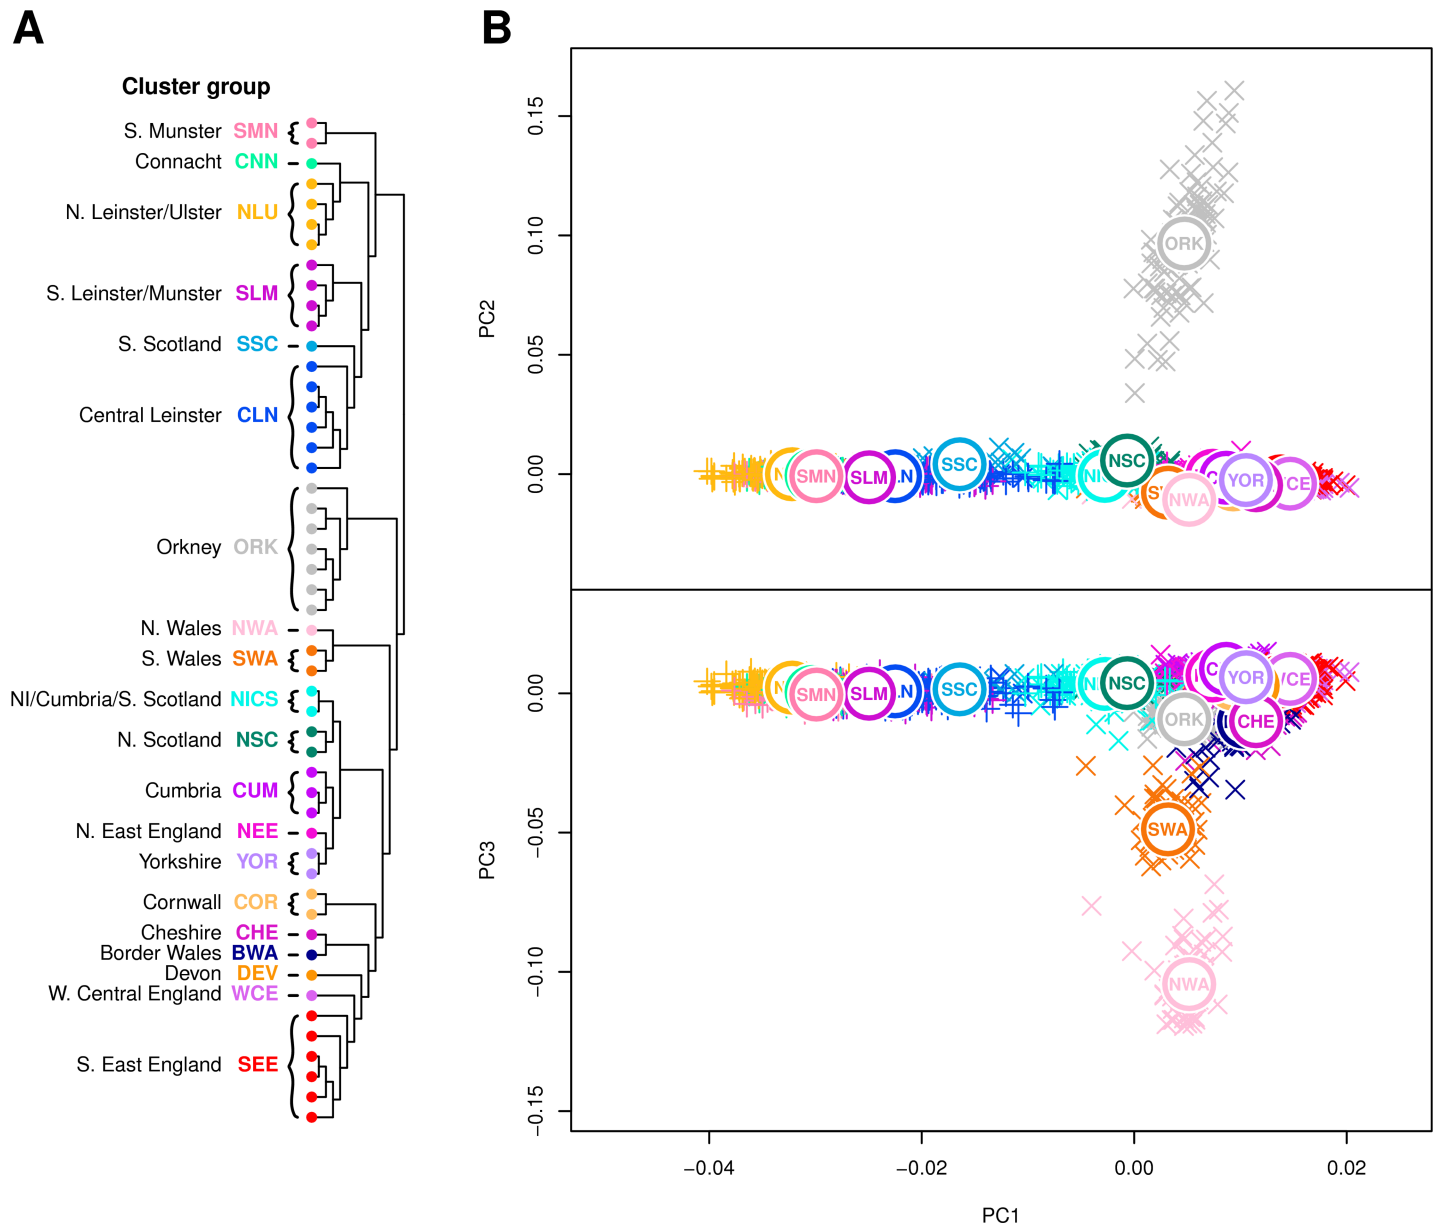 A
Cluster group
S. Munster SMN
Connacht CNN
N. Leinster/Ulster NLU
S. Leinster/Munster SLM
S. Scotland SSC
Central Leinster CLN
Orkney ORK
N. Wales NWA
S. Wales SWA
NI/Cumbria/S. Scotland NICS
N. Scotland NSC
Cumbria CUM
N. East England NEE
Yorkshire YOR
Cornwall COR
Cheshire CHE
Border Wales BWA
Devon DEV
W. Central England WCE
S. East England SEE
B
PC2
0.15
0.10
0.05
0.00
ORK
SMN
SLM
SSC
NSC
NWA
YOR
PC3
0.00
−0.05
−0.10
−0.15
SMN
SLM
SSC
NSC
ORK
YOR
CHE
SWA
NWA
−0.04 −0.02 0.00 0.02
PC1